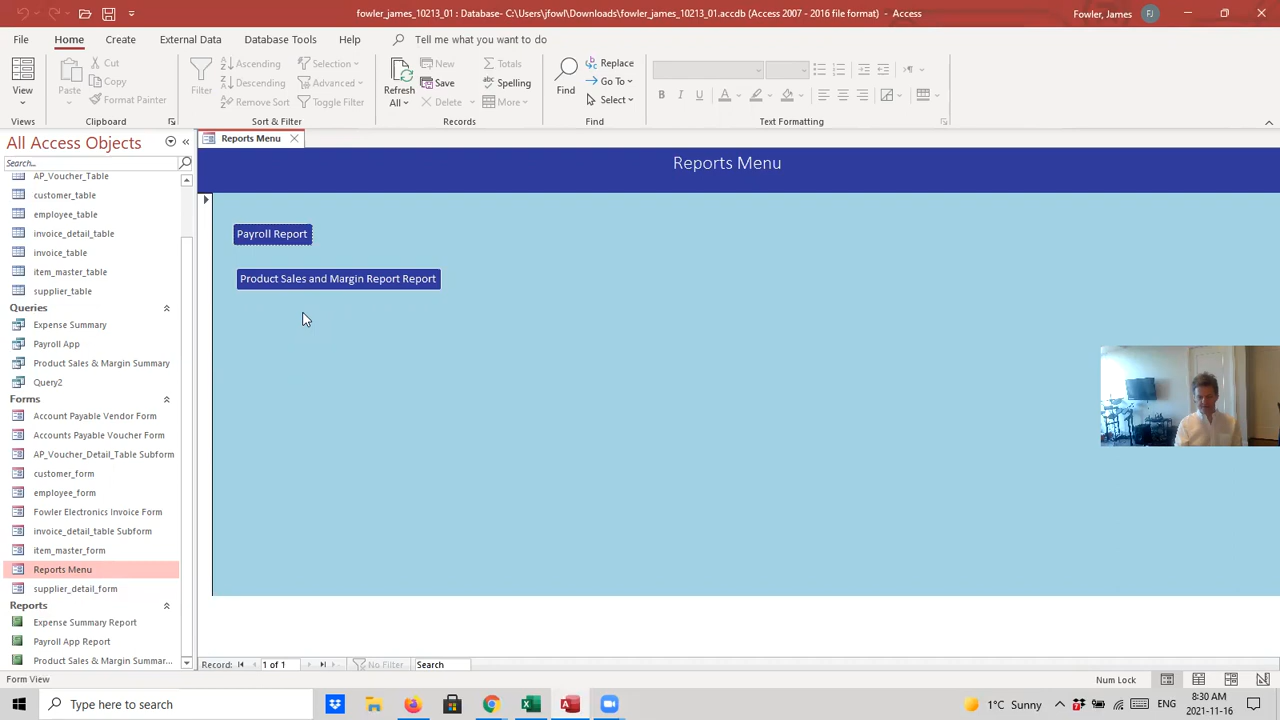 fowler_james_10213_01 : Database- C:\Users\jfowl\Downloads\fowler_james_10213_01.accdb (Access 2007 - 2016 file format) - Access
Fowler, James
FJ
File
Home
Create
External Data
Database Tools
Help
Tell me what you want to do
View
Views
Paste
Cut
Copy
Format Painter
Clipboard
Filter
Ascending
Descending
Remove Sort
Selection
Advanced
Toggle Filter
Sort & Filter
Refresh
All
New
Save
Delete
Totals
Spelling
More
Records
Find
Replace
Go To
Select
Find
B I U
A
Text Formatting
All Access Objects
Search...
AP_Voucher_Table
customer_table
employee_table
invoice_detail_table
invoice_table
item_master_table
supplier_table
Queries
Expense Summary
Payroll App
Product Sales & Margin Summary
Query2
Forms
Account Payable Vendor Form
Accounts Payable Voucher Form
AP_Voucher_Detail_Table Subform
customer_form
employee_form
Fowler Electronics Invoice Form
invoice_detail_table Subform
item_master_form
Reports Menu
supplier_detail_form
Reports
Expense Summary Report
Payroll App Report
Product Sales & Margin Summar...
Reports Menu
Reports Menu
Payroll Report
Product Sales and Margin Report Report
Record:
1 of 1
No Filter
Search
Form View
Num Lock
Type here to search
1°C Sunny
ENG
8:30 AM
2021-11-16